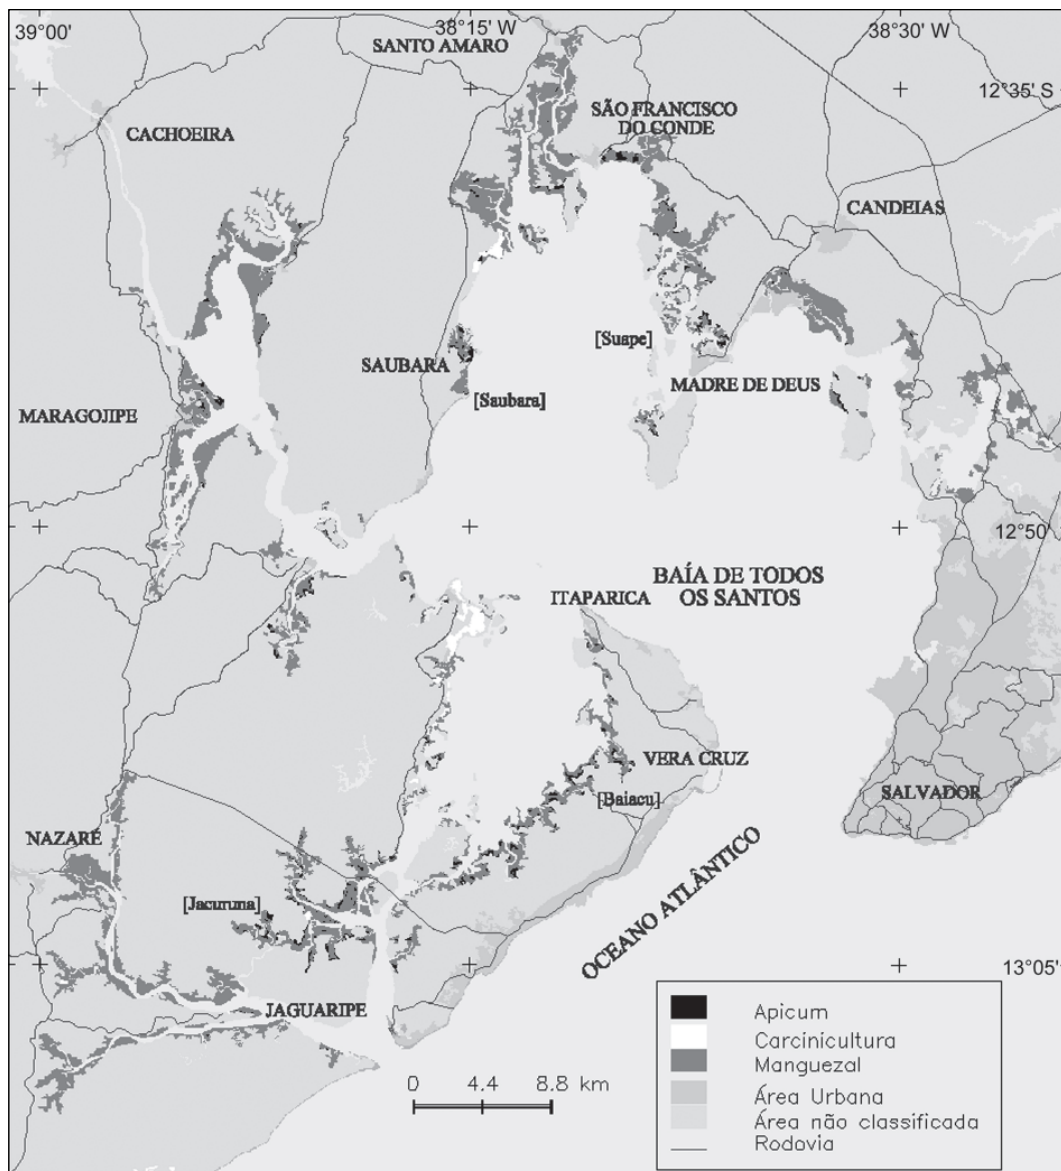 39°00'
38°15' W
38°30' W
SANTO AMARO
12°35' S
SÃO FRANCISCO
DO CONDE
CACHOEIRA
CANDEIAS
[Suape]
SAUBARA
MADRE DE DEUS
[Saubara]
MARAGOJIPE
12°50'
BAÍA DE TODOS
OS SANTOS
ITAPARICA
VERA CRUZ
[Baiacu]
SALVADOR
NAZARÉ
OCEANO ATLÂNTICO
[Jacuruna]
13°05'
JAGUARIPE
Apicum
Carcinicultura
Manguezal
Área Urbana
Área não classificada
Rodovia
0 4.4 8.8 km